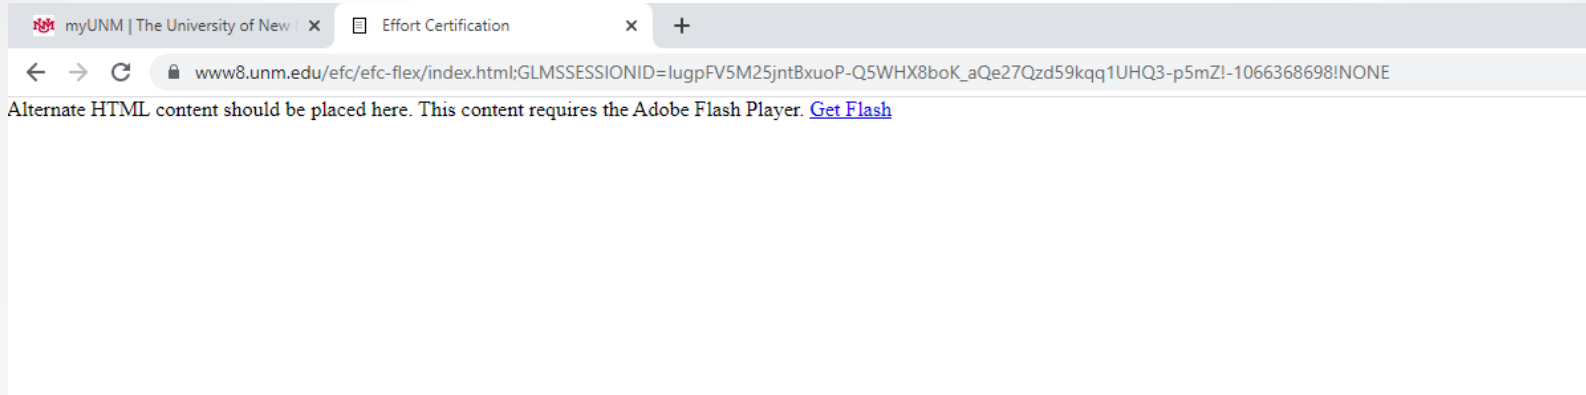 myUNM | The University of New
Effort Certification
www8.unm.edu/efc/efc-flex/index.html;GLMSSESSIONID=IugpFV5M25jntBxuoP-Q5WHX8boK_aQe27Qzd59kqq1UHQ3-p5mZ!-1066368698!NONE
Alternate HTML content should be placed here. This content requires the Adobe Flash Player. Get Flash